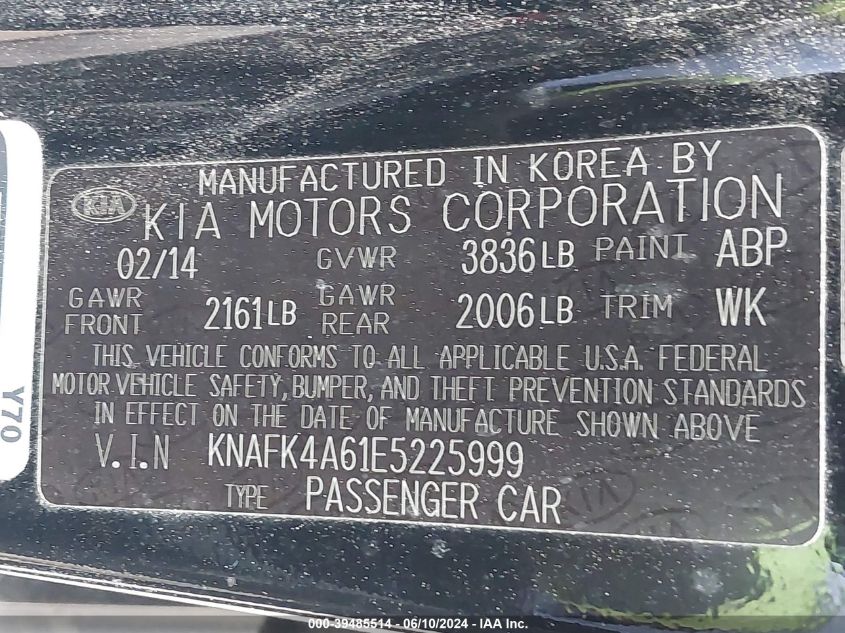 MANUFACTURED IN KOREA BY
KIA KIA MOTORS CORPORATION
02/14 GVWR 3836LB PAINT ABP
GAWR FRONT 2161LB GAWR REAR 2006LB TRIM WK
THIS VEHICLE CONFORMS TO ALL APPLICABLE U.S.A. FEDERAL
MOTOR VEHICLE SAFETY, BUMPER, AND THEFT PREVENTION STANDARDS
IN EFFECT ON THE DATE OF MANUFACTURE SHOWN ABOVE
V.I.N KNAFK4A61E5225999
TYPE PASSENGER CAR
Y70
000-39485514 - 06/10/2024 - IAA Inc.